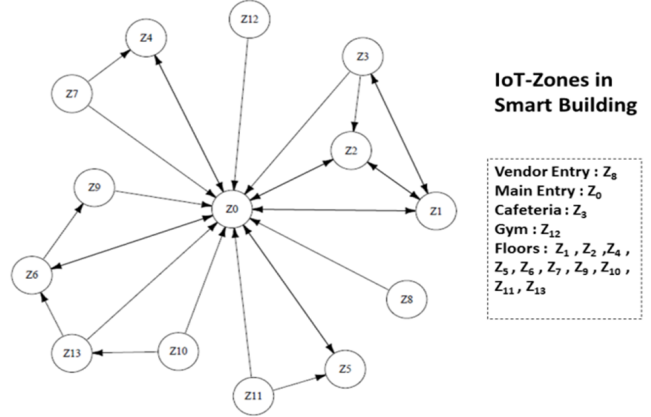 Z12
Z4
Z3
Z7
Z2
Z9
Z0
Z1
Z6
Z8
Z13
Z10
Z5
Z11
IoT-Zones in
Smart Building
Vendor Entry : Z₈
Main Entry : Z₀
Cafeteria : Z₃
Gym : Z₁₂
Floors : Z₁ , Z₂ ,Z₄ ,
Z₅ , Z₆ , Z₇ , Z₉ , Z₁₀ ,
Z₁₁ , Z₁₃